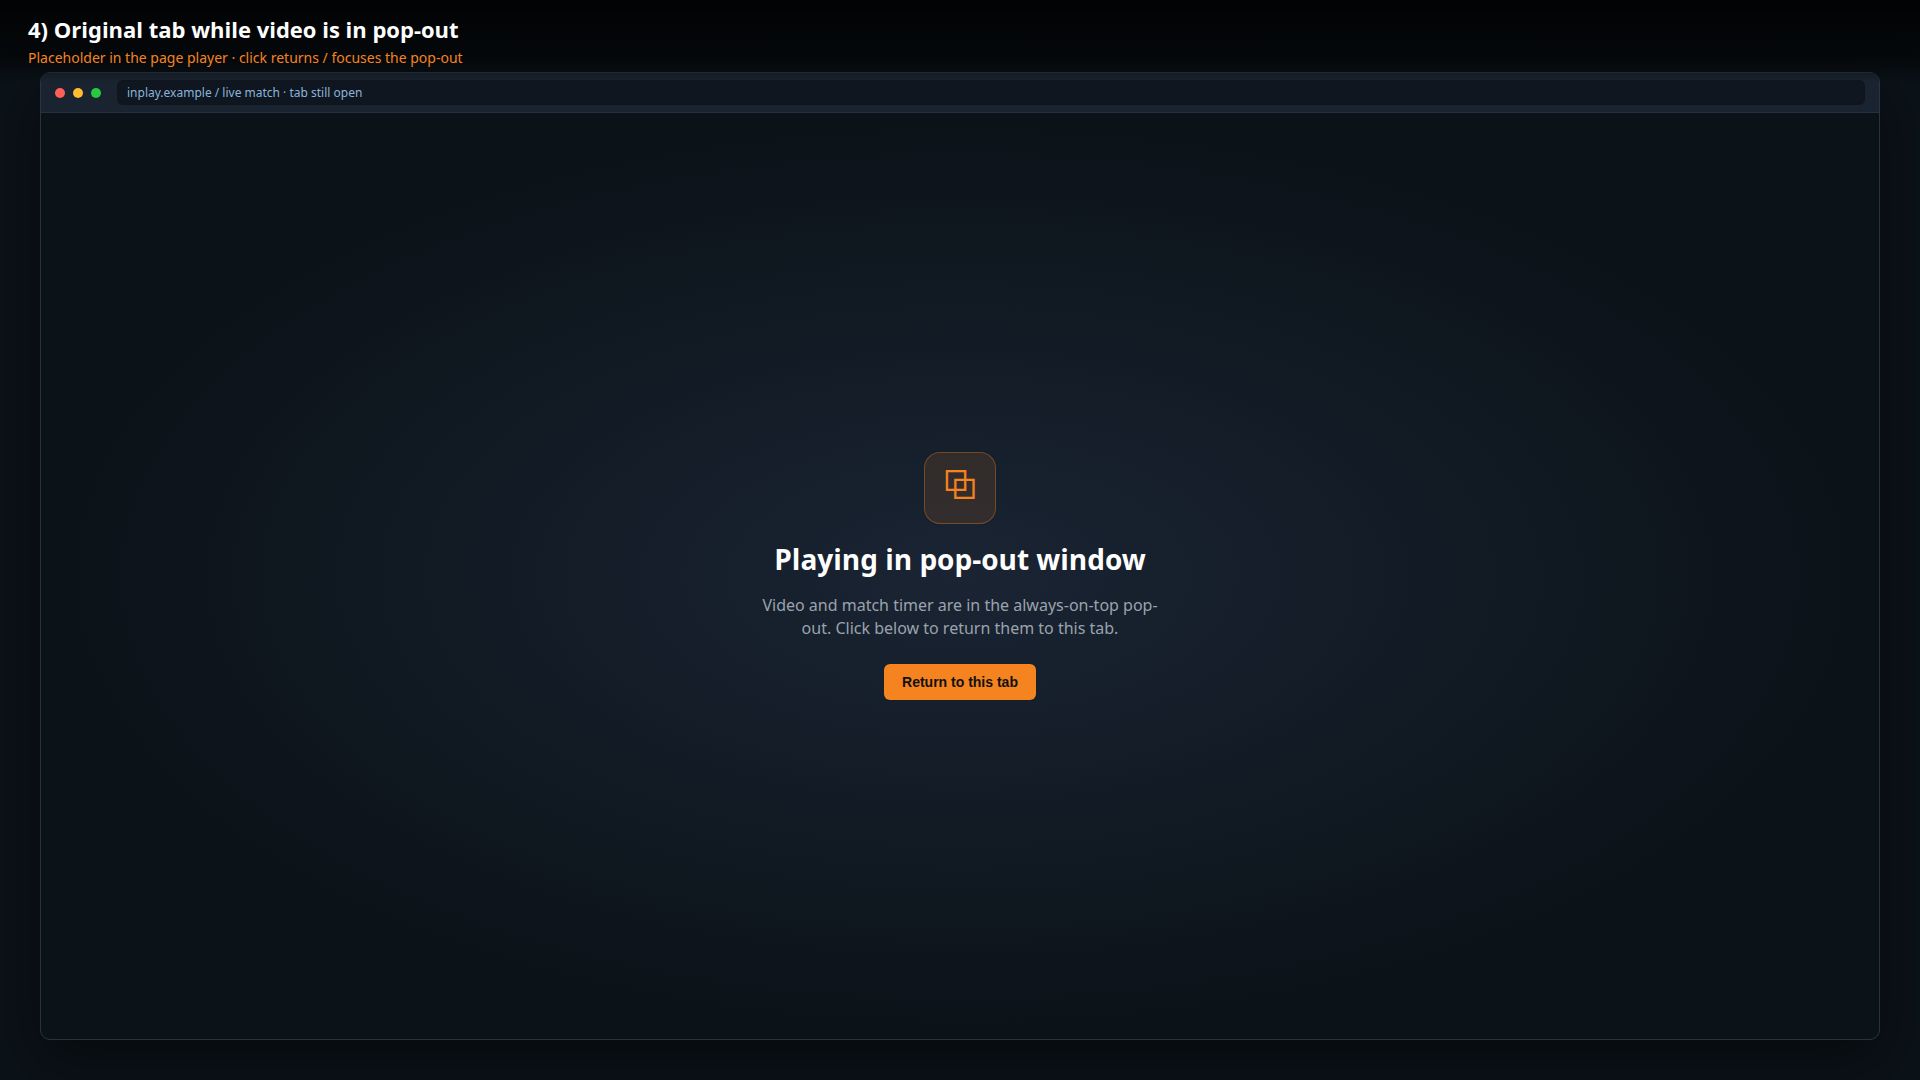 4) Original tab while video is in pop-out
Placeholder in the page player · click returns / focuses the pop-out
inplay.example / live match · tab still open
Playing in pop-out window
Video and match timer are in the always-on-top pop-
out. Click below to return them to this tab.
Return to this tab